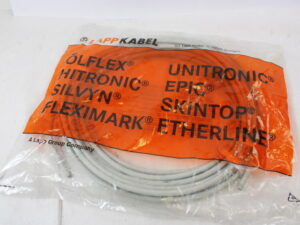 LAPP KABEL
ÖLFLEX® UNITRONIC®
HITRONIC® EPIC®
SILVYN® SKINTOP®
FLEXIMARK® ETHERLINE®
A Lapp Group Company